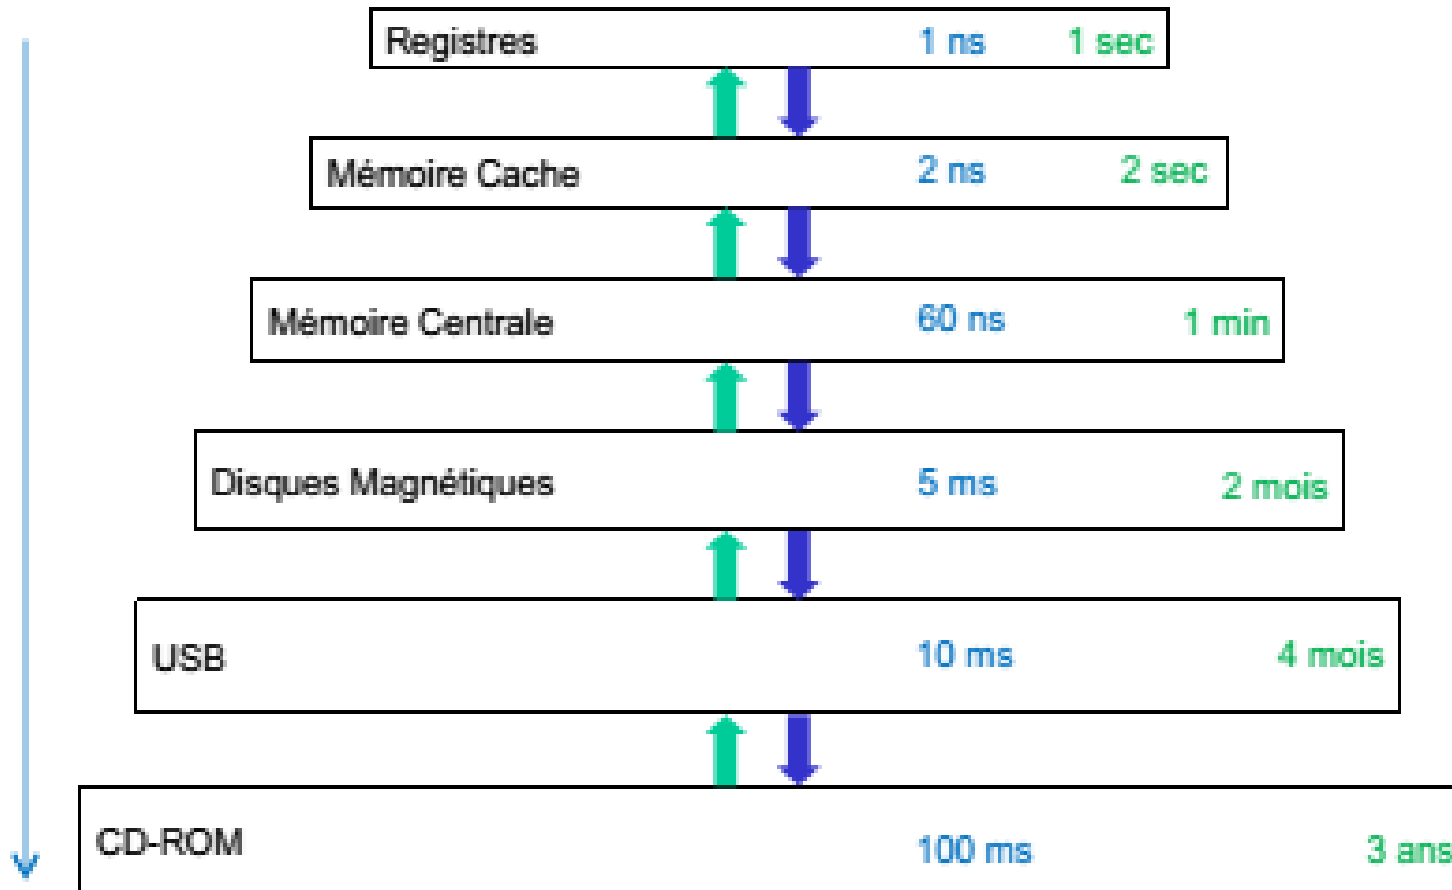 Registres 1 ns 1 sec
Mémoire Cache 2 ns 2 sec
Mémoire Centrale 60 ns 1 min
Disques Magnétiques 5 ms 2 mois
USB 10 ms 4 mois
CD-ROM 100 ms 3 ans